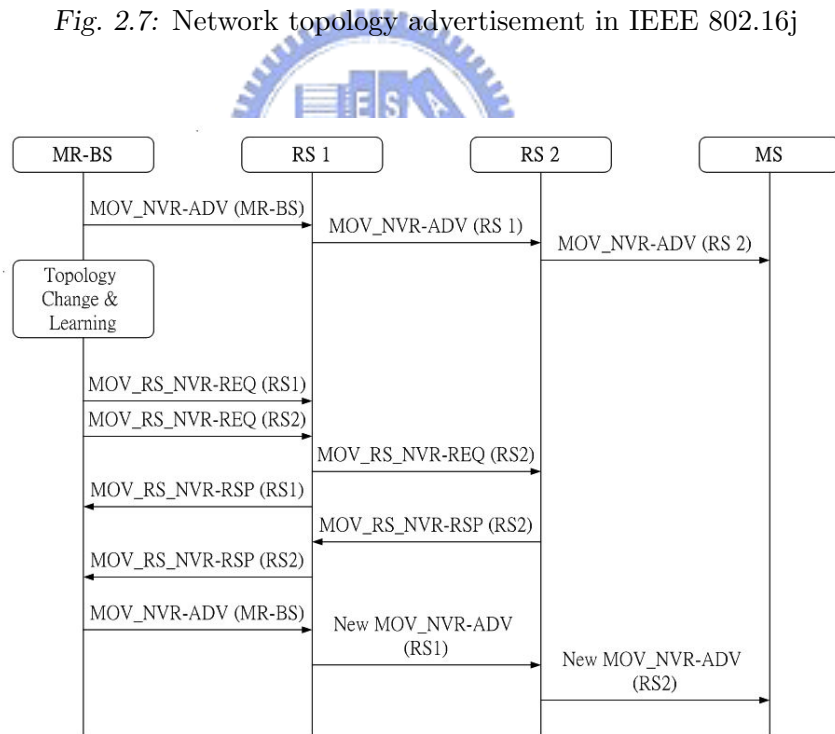 Fig. 2.7: Network topology advertisement in IEEE 802.16j
ESA
MR-BS
RS 1
RS 2
MS
MOV_NVR-ADV (MR-BS)
MOV_NVR-ADV (RS 1)
MOV_NVR-ADV (RS 2)
Topology
Change &
Learning
MOV_RS_NVR-REQ (RS1)
MOV_RS_NVR-REQ (RS2)
MOV_RS_NVR-REQ (RS2)
MOV_RS_NVR-RSP (RS1)
MOV_RS_NVR-RSP (RS2)
MOV_RS_NVR-RSP (RS2)
MOV_NVR-ADV (MR-BS)
New MOV_NVR-ADV
(RS1)
New MOV_NVR-ADV
(RS2)